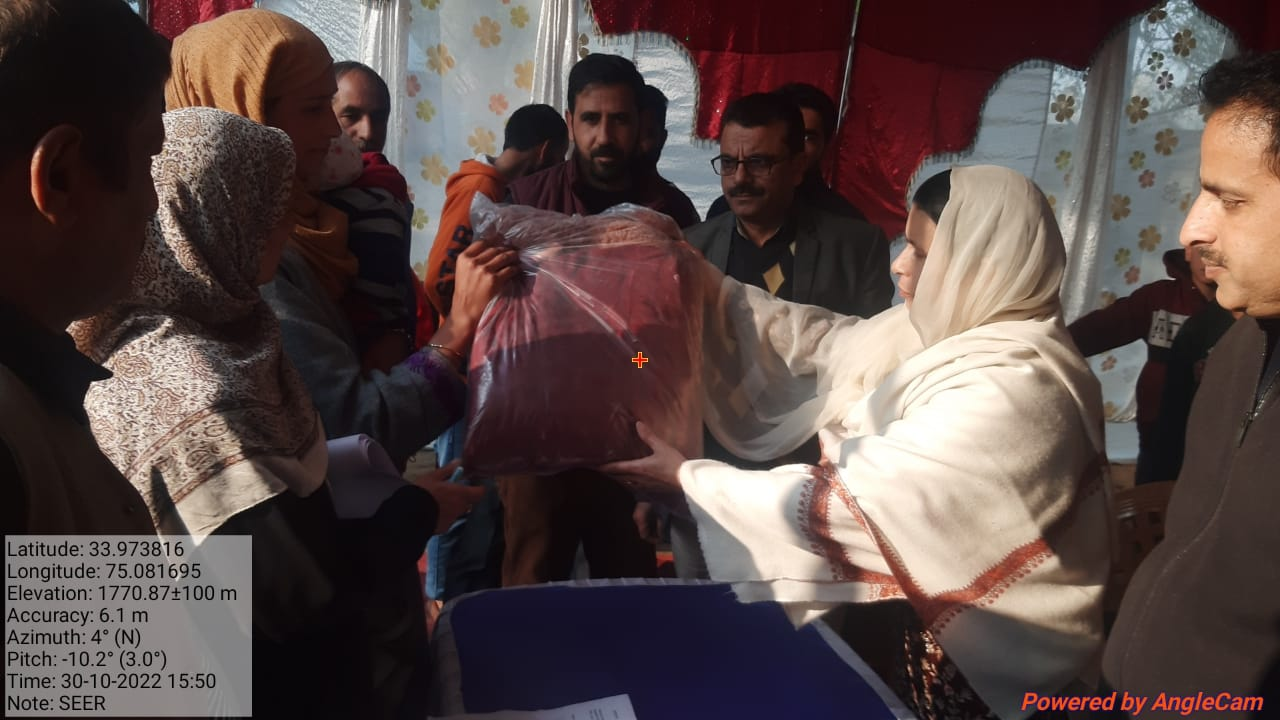 Latitude: 33.973816
Longitude: 75.081695
Elevation: 1770.87±100 m
Accuracy: 6.1 m
Azimuth: 4° (N)
Pitch: -10.2° (3.0°)
Time: 30-10-2022 15:50
Note: SEER
Powered by AngleCam